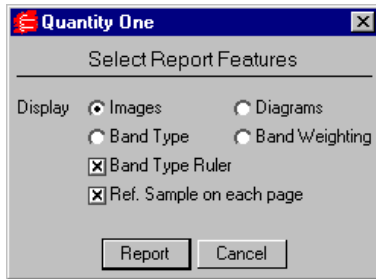 Quantity One
Select Report Features
Display Images Diagrams
Band Type Band Weighting
Band Type Ruler
Ref. Sample on each page
Report Cancel